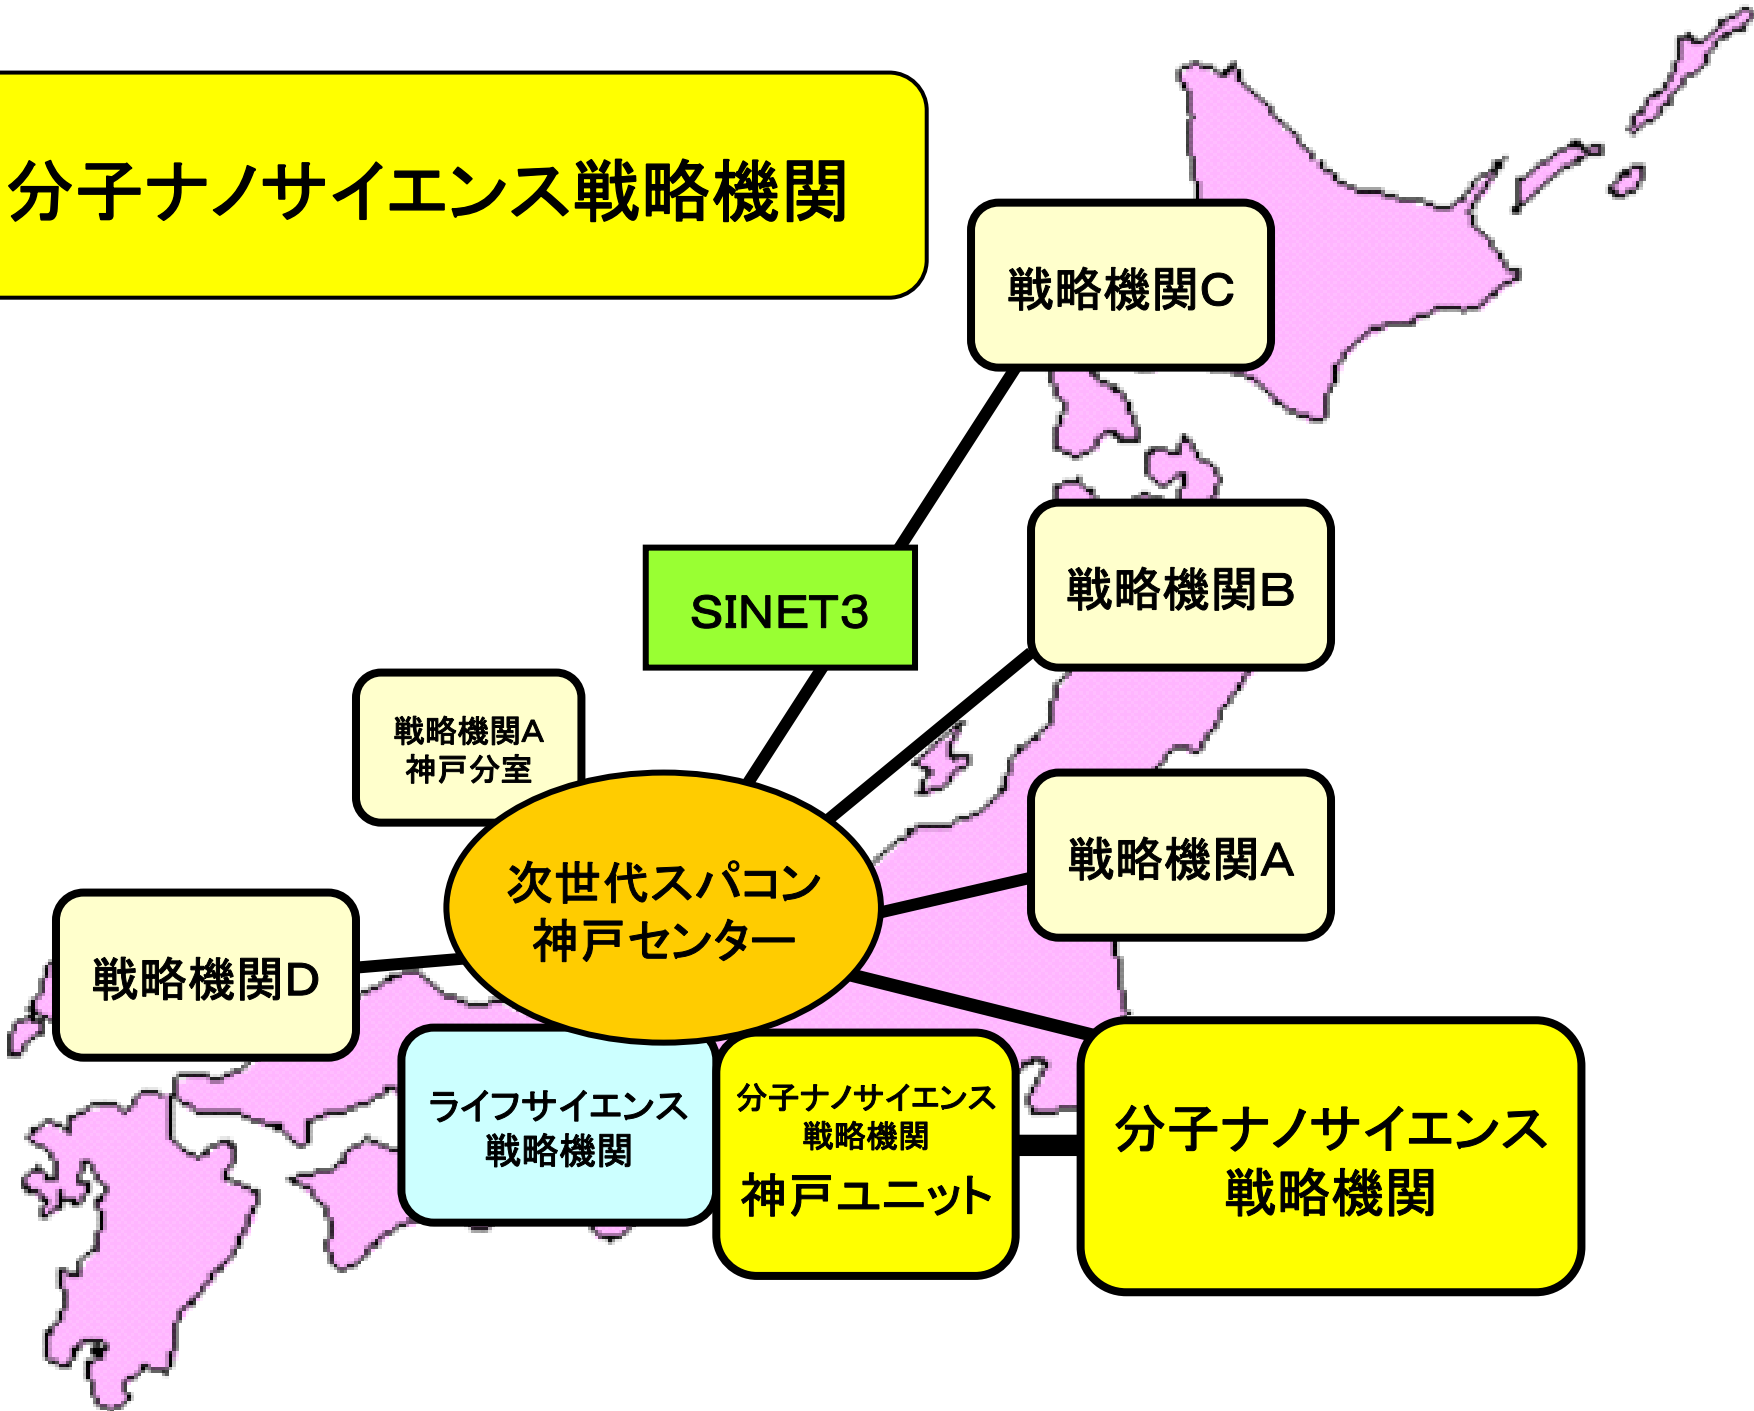 分子ナノサイエンス戦略機関
戦略機関C
戦略機関B
SINET3
戦略機関A
神戸分室
戦略機関A
次世代スパコン
神戸センター
戦略機関D
ライフサイエンス
戦略機関
分子ナノサイエンス
戦略機関
神戸ユニット
分子ナノサイエンス
戦略機関